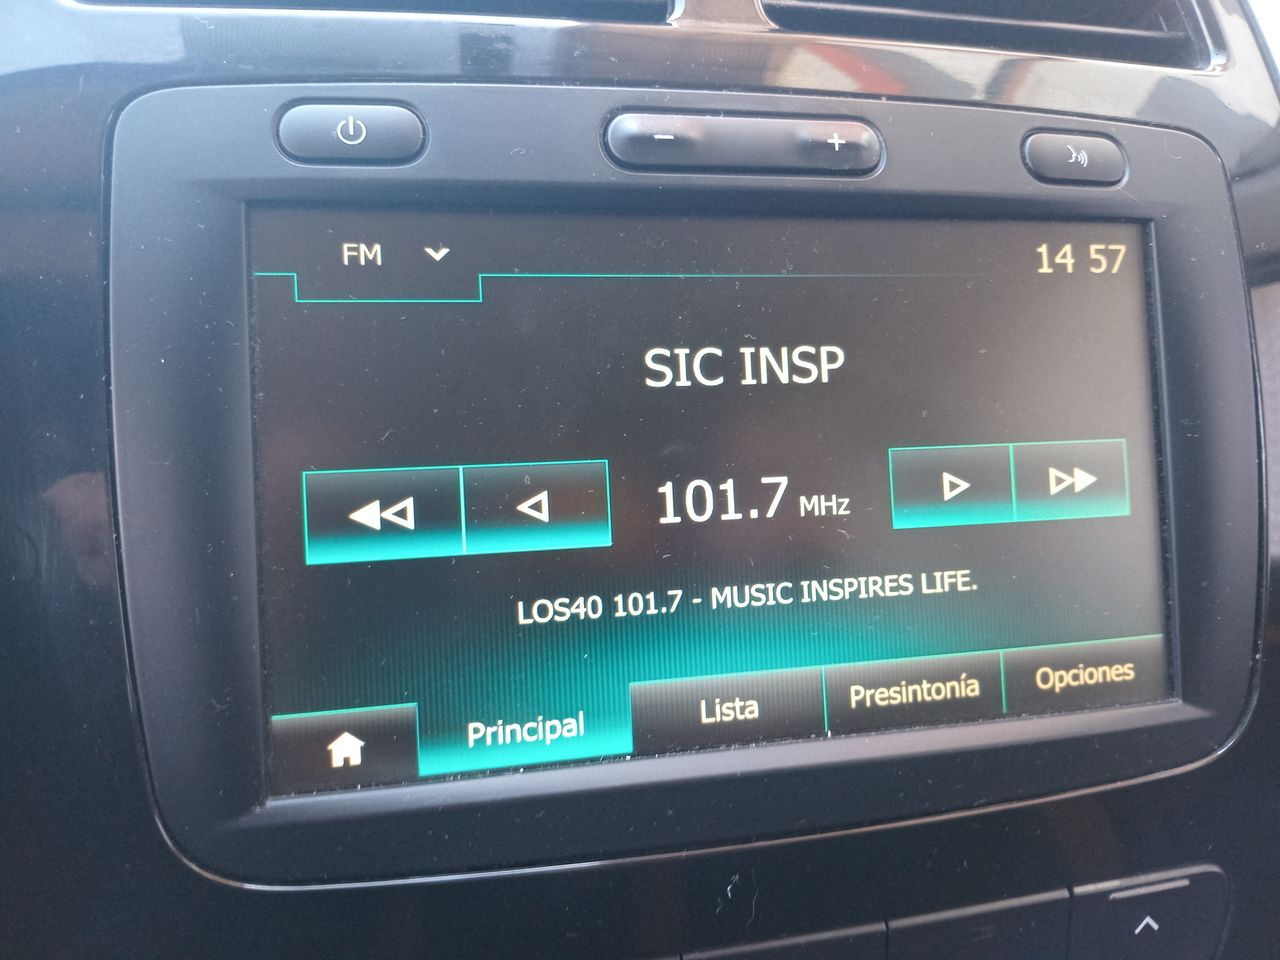 FM
14 57
SIC INSP
101.7 MHz
LOS40 101.7 - MUSIC INSPIRES LIFE.
Principal
Lista
Presintonía
Opciones